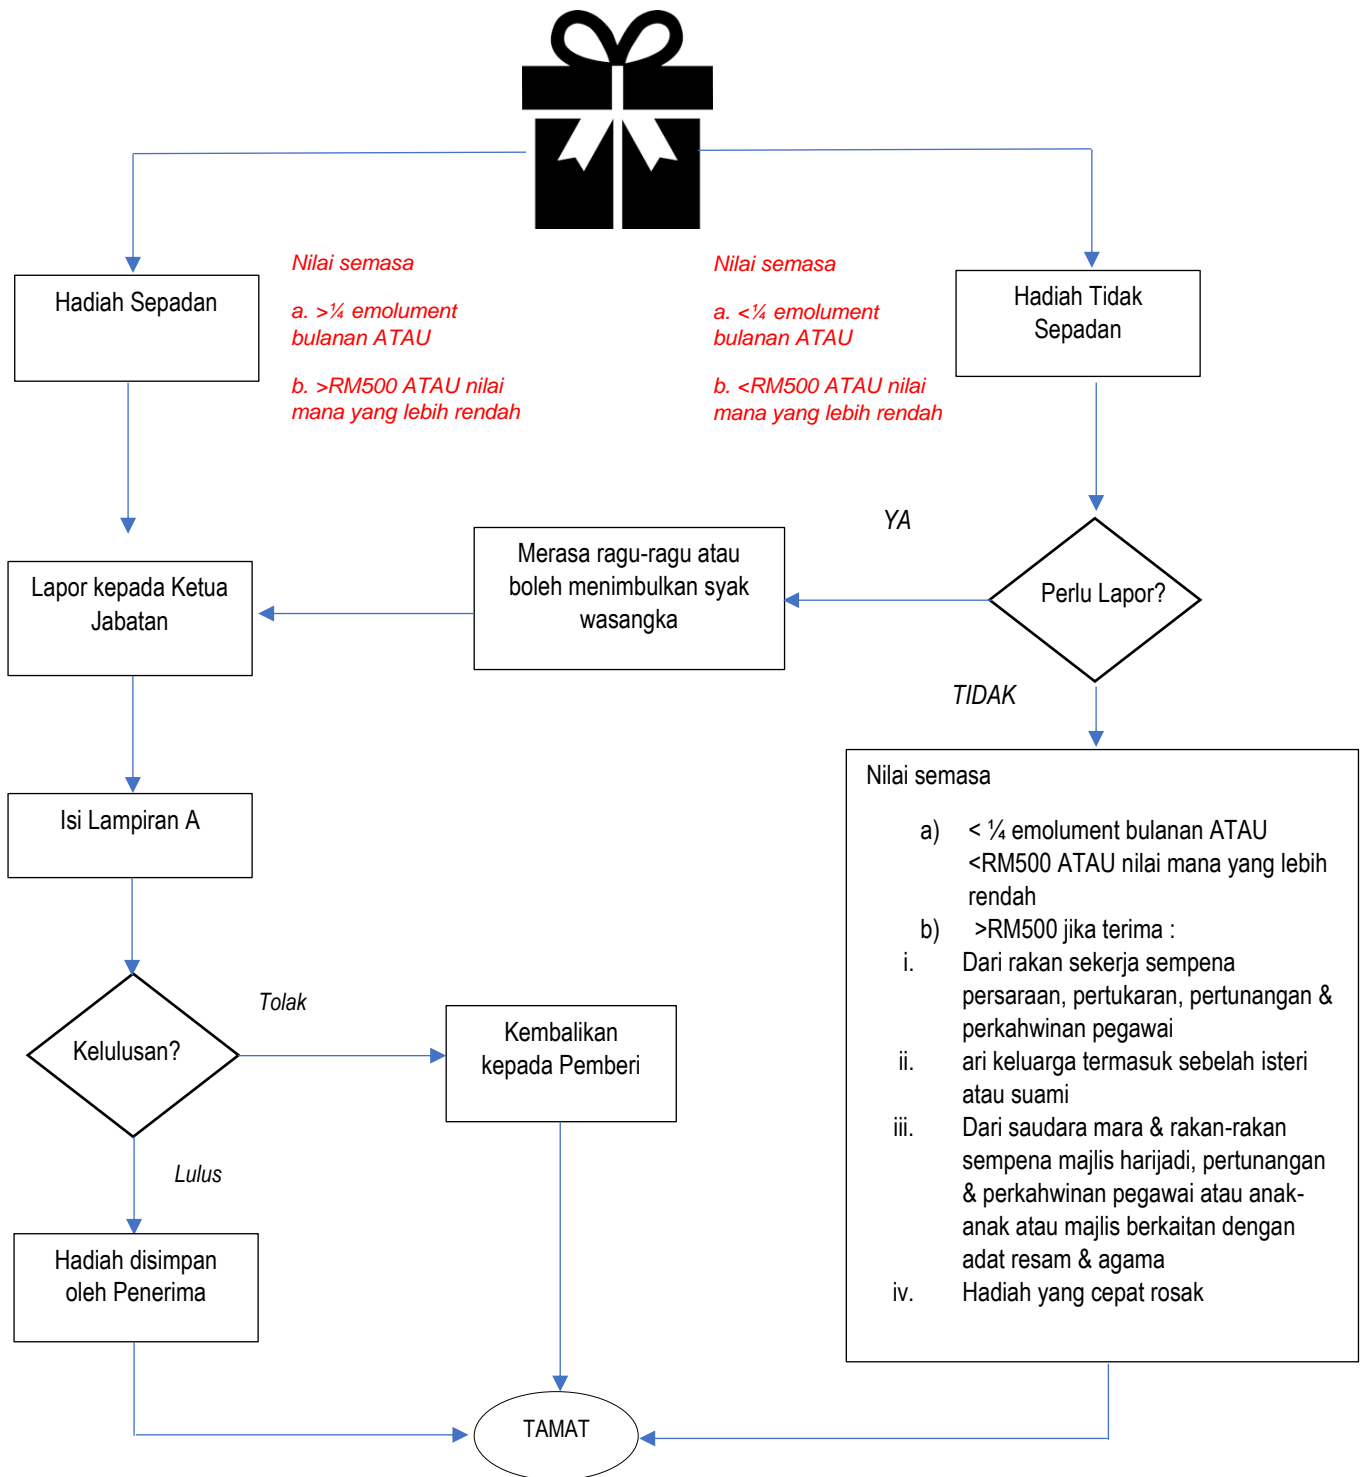 Nilai semasa
a. >¼ emolument
bulanan ATAU
b. >RM500 ATAU nilai
mana yang lebih rendah
Nilai semasa
a. <¼ emolument
bulanan ATAU
b. <RM500 ATAU nilai
mana yang lebih rendah
Hadiah Sepadan
Hadiah Tidak
Sepadan
YA
Merasa ragu-ragu atau
boleh menimbulkan syak
wasangka
Perlu Lapor?
Lapor kepada Ketua
Jabatan
TIDAK
Isi Lampiran A
Nilai semasa
a) < ¼ emolument bulanan ATAU
<RM500 ATAU nilai mana yang lebih
rendah
b) >RM500 jika terima :
i. Dari rakan sekerja sempena
persaraan, pertukaran, pertunangan &
perkahwinan pegawai
ii. ari keluarga termasuk sebelah isteri
atau suami
iii. Dari saudara mara & rakan-rakan
sempena majlis harijadi, pertunangan
& perkahwinan pegawai atau anak-
anak atau majlis berkaitan dengan
adat resam & agama
iv. Hadiah yang cepat rosak
Kelulusan?
Tolak
Kembalikan
kepada Pemberi
Lulus
Hadiah disimpan
oleh Penerima
TAMAT